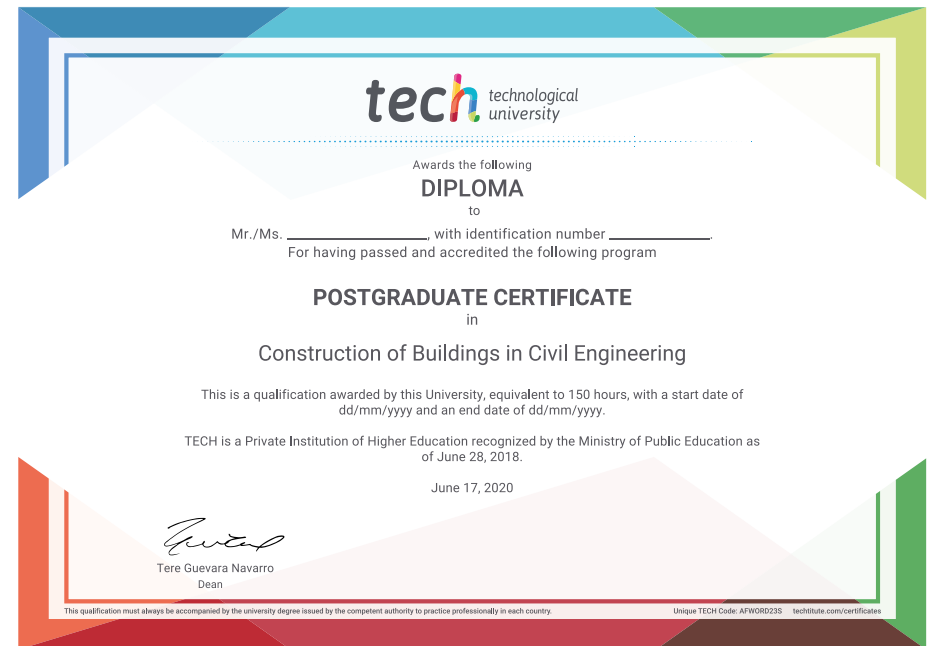 tech technological
university
Awards the following
DIPLOMA
to
Mr./Ms. ____________________, with identification number ______________.
For having passed and accredited the following program
POSTGRADUATE CERTIFICATE
in
Construction of Buildings in Civil Engineering
This is a qualification awarded by this University, equivalent to 150 hours, with a start date of
dd/mm/yyyy and an end date of dd/mm/yyyy.
TECH is a Private Institution of Higher Education recognized by the Ministry of Public Education as
of June 28, 2018.
June 17, 2020
Tere Guevara Navarro
Dean
This qualification must always be accompanied by the university degree issued by the competent authority to practice professionally in each country.
Unique TECH Code: AFWORD23S techtitute.com/certificates